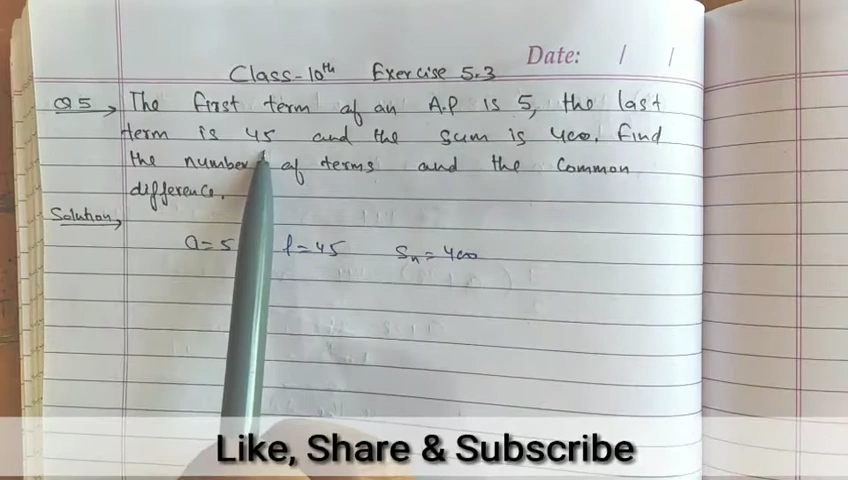 Date: / /
Class-10th Exercise 5.3
Q5 The first term of an A.P is 5, the last
term is 45 and the sum is 400. Find
the number of terms and the common
difference.
Solution
a=5 l=45 Sn=400
Like, Share & Subscribe